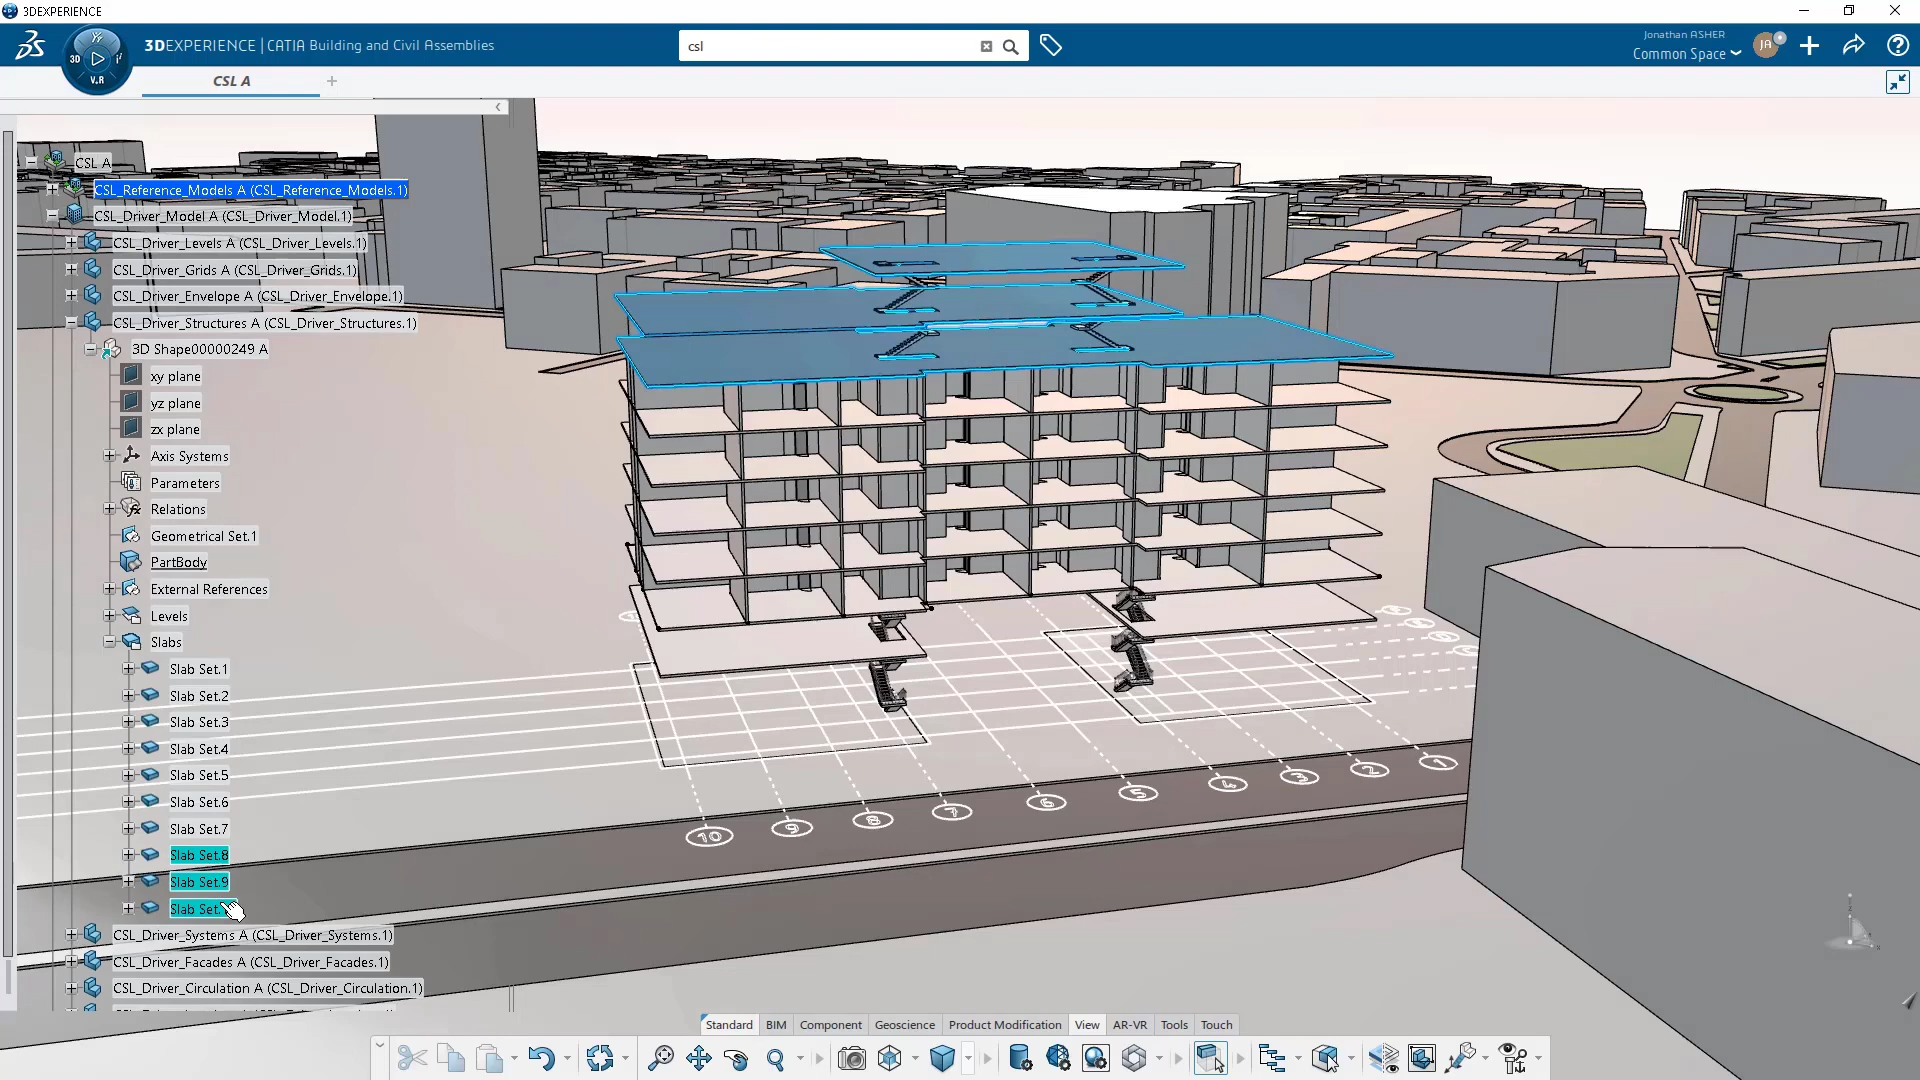 3DEXPERIENCE
3DEXPERIENCE | CATIA Building and Civil Assemblies
csl
Jonathan ASHER
Common Space
JA
3D
V.R
CSL A
CSL A
CSL_Reference_Models A (CSL_Reference_Models.1)
CSL_Driver_Model A (CSL_Driver_Model.1)
CSL_Driver_Levels A (CSL_Driver_Levels.1)
CSL_Driver_Grids A (CSL_Driver_Grids.1)
CSL_Driver_Envelope A (CSL_Driver_Envelope.1)
CSL_Driver_Structures A (CSL_Driver_Structures.1)
3D Shape00000249 A
xy plane
yz plane
zx plane
Axis Systems
Parameters
Relations
Geometrical Set.1
PartBody
External References
Levels
Slabs
Slab Set.1
Slab Set.2
Slab Set.3
Slab Set.4
Slab Set.5
Slab Set.6
Slab Set.7
Slab Set.8
Slab Set.9
Slab Set.
CSL_Driver_Systems A (CSL_Driver_Systems.1)
CSL_Driver_Facades A (CSL_Driver_Facades.1)
CSL_Driver_Circulation A (CSL_Driver_Circulation.1)
10 9 8 7 6 5 4 3 2 1
Standard BIM Component Geoscience Product Modification View AR-VR Tools Touch